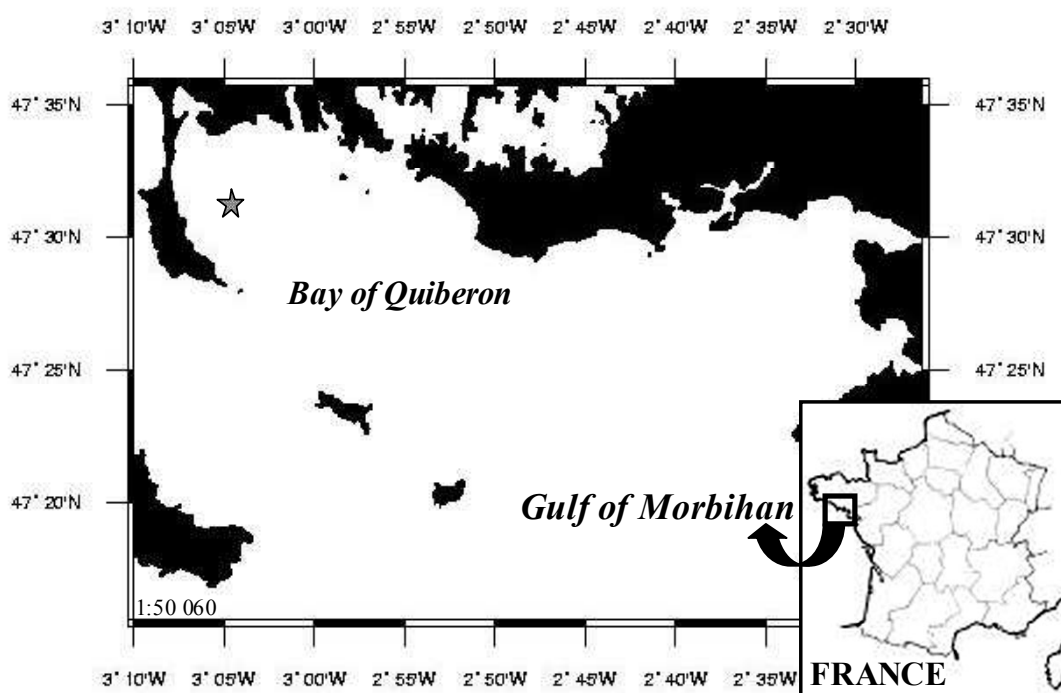 3°10'W 3°05'W 3°00'W 2°55'W 2°50'W 2°45'W 2°40'W 2°35'W 2°30'W
47°35'N 47°35'N
47°30'N 47°30'N
Bay of Quiberon
47°25'N 47°25'N
47°20'N
Gulf of Morbihan
1:50 060
FRANCE
3°10'W 3°05'W 3°00'W 2°55'W 2°50'W 2°45'W 2°40'W 2°35'W 2°30'W